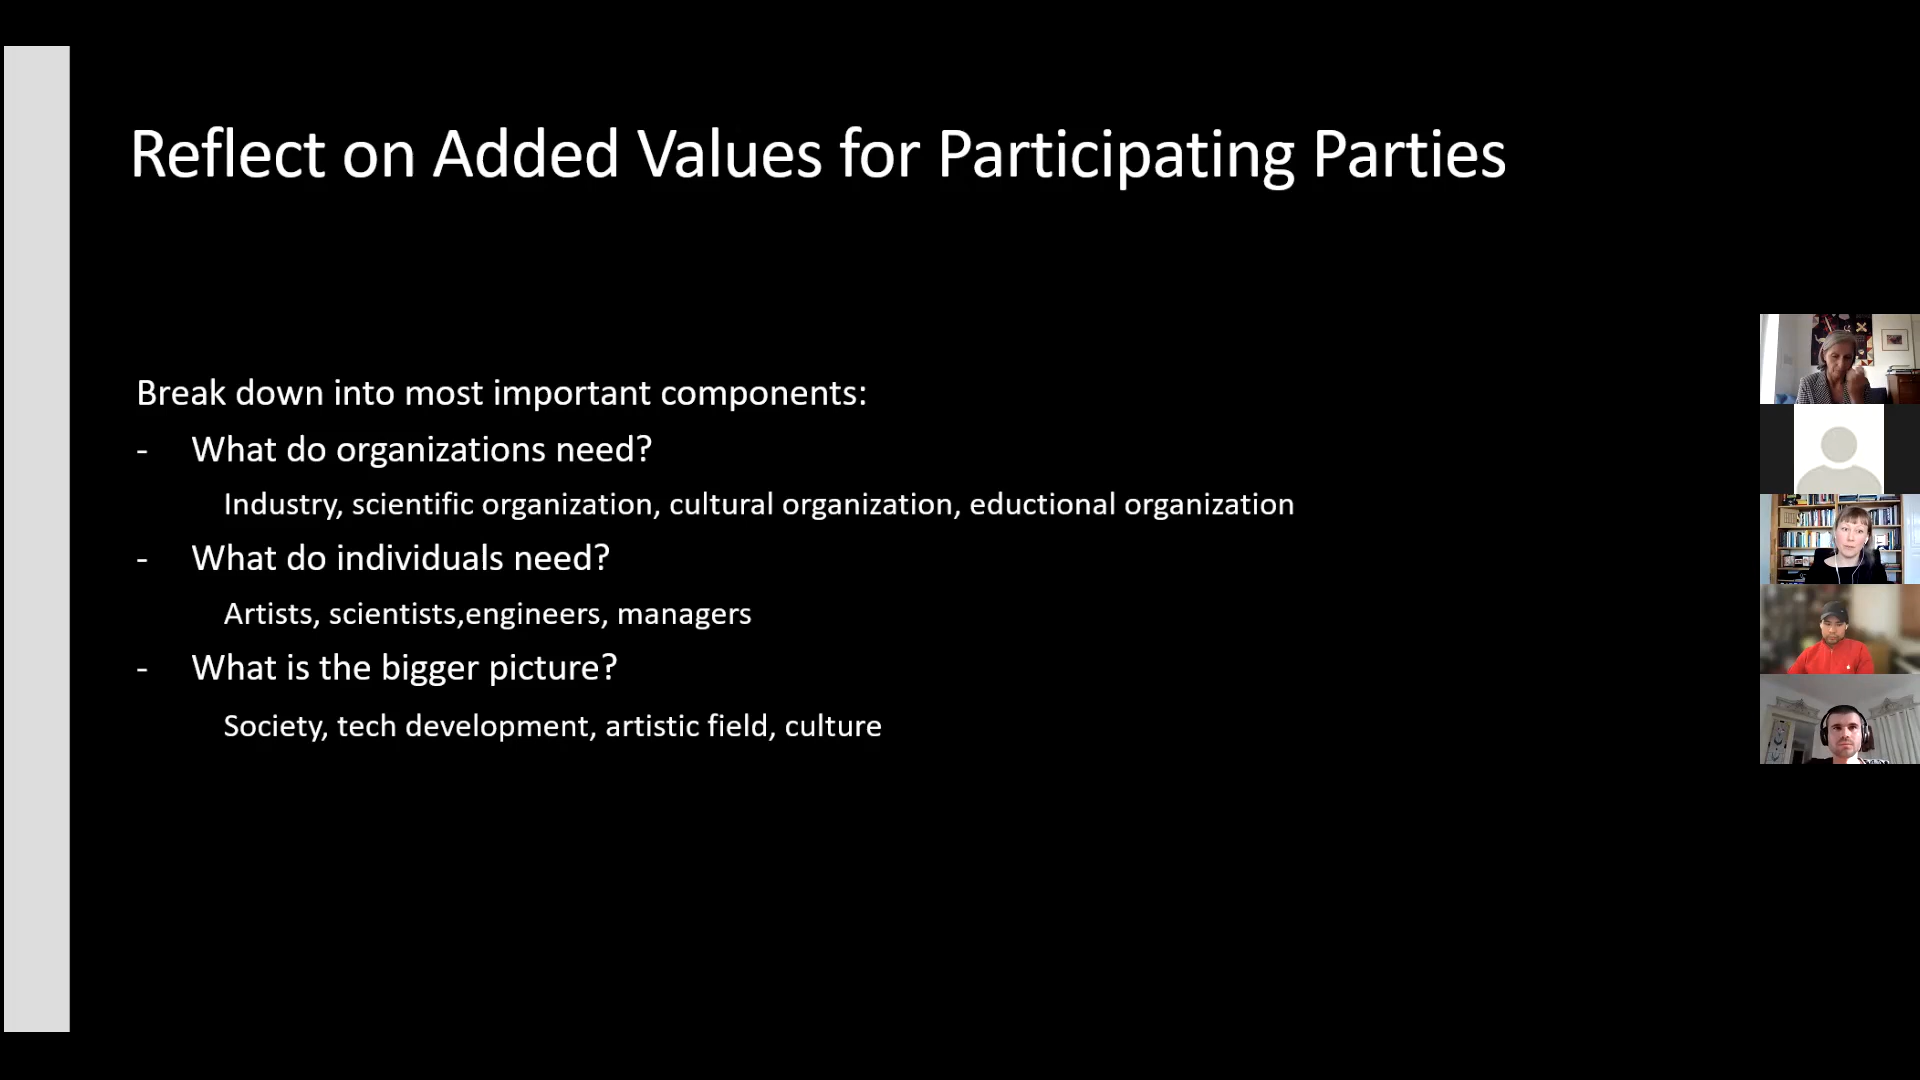 Reflect on Added Values for Participating Parties
Break down into most important components:
- What do organizations need?
Industry, scientific organization, cultural organization, eductional organization
- What do individuals need?
Artists, scientists,engineers, managers
- What is the bigger picture?
Society, tech development, artistic field, culture